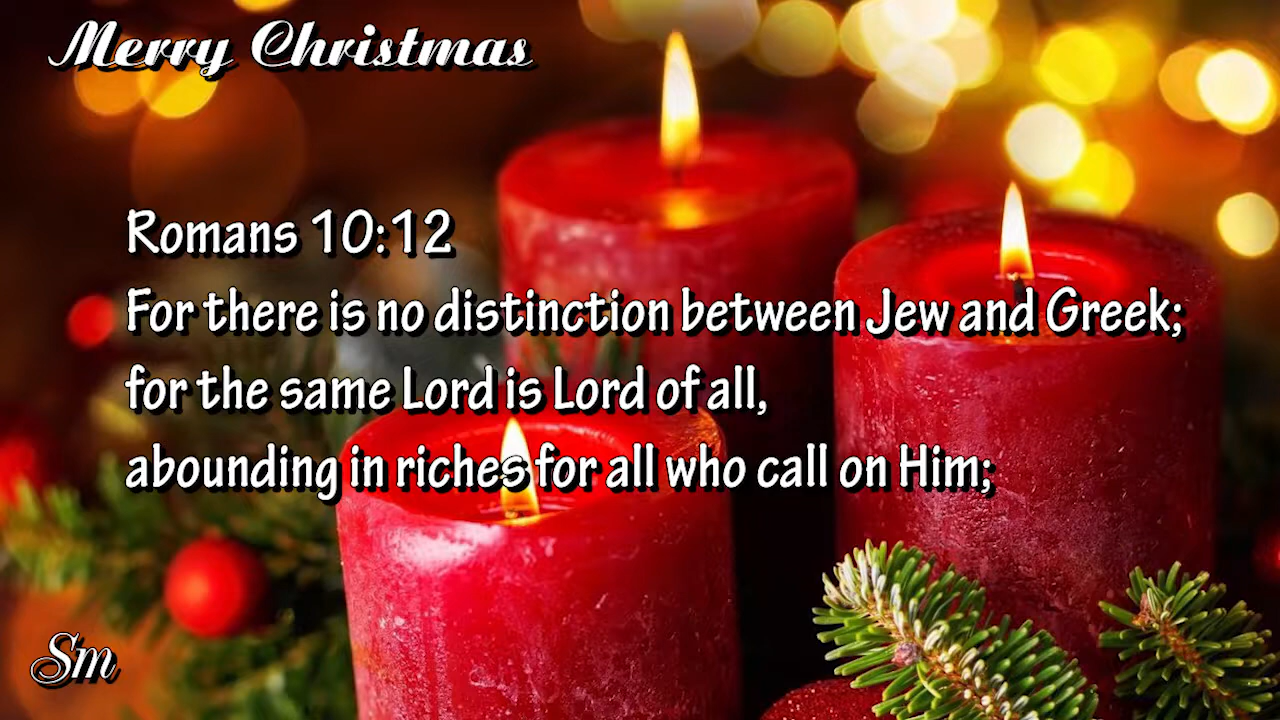 Merry Christmas
Romans 10:12
For there is no distinction between Jew and Greek;
for the same Lord is Lord of all,
abounding in riches for all who call on Him;
Sm